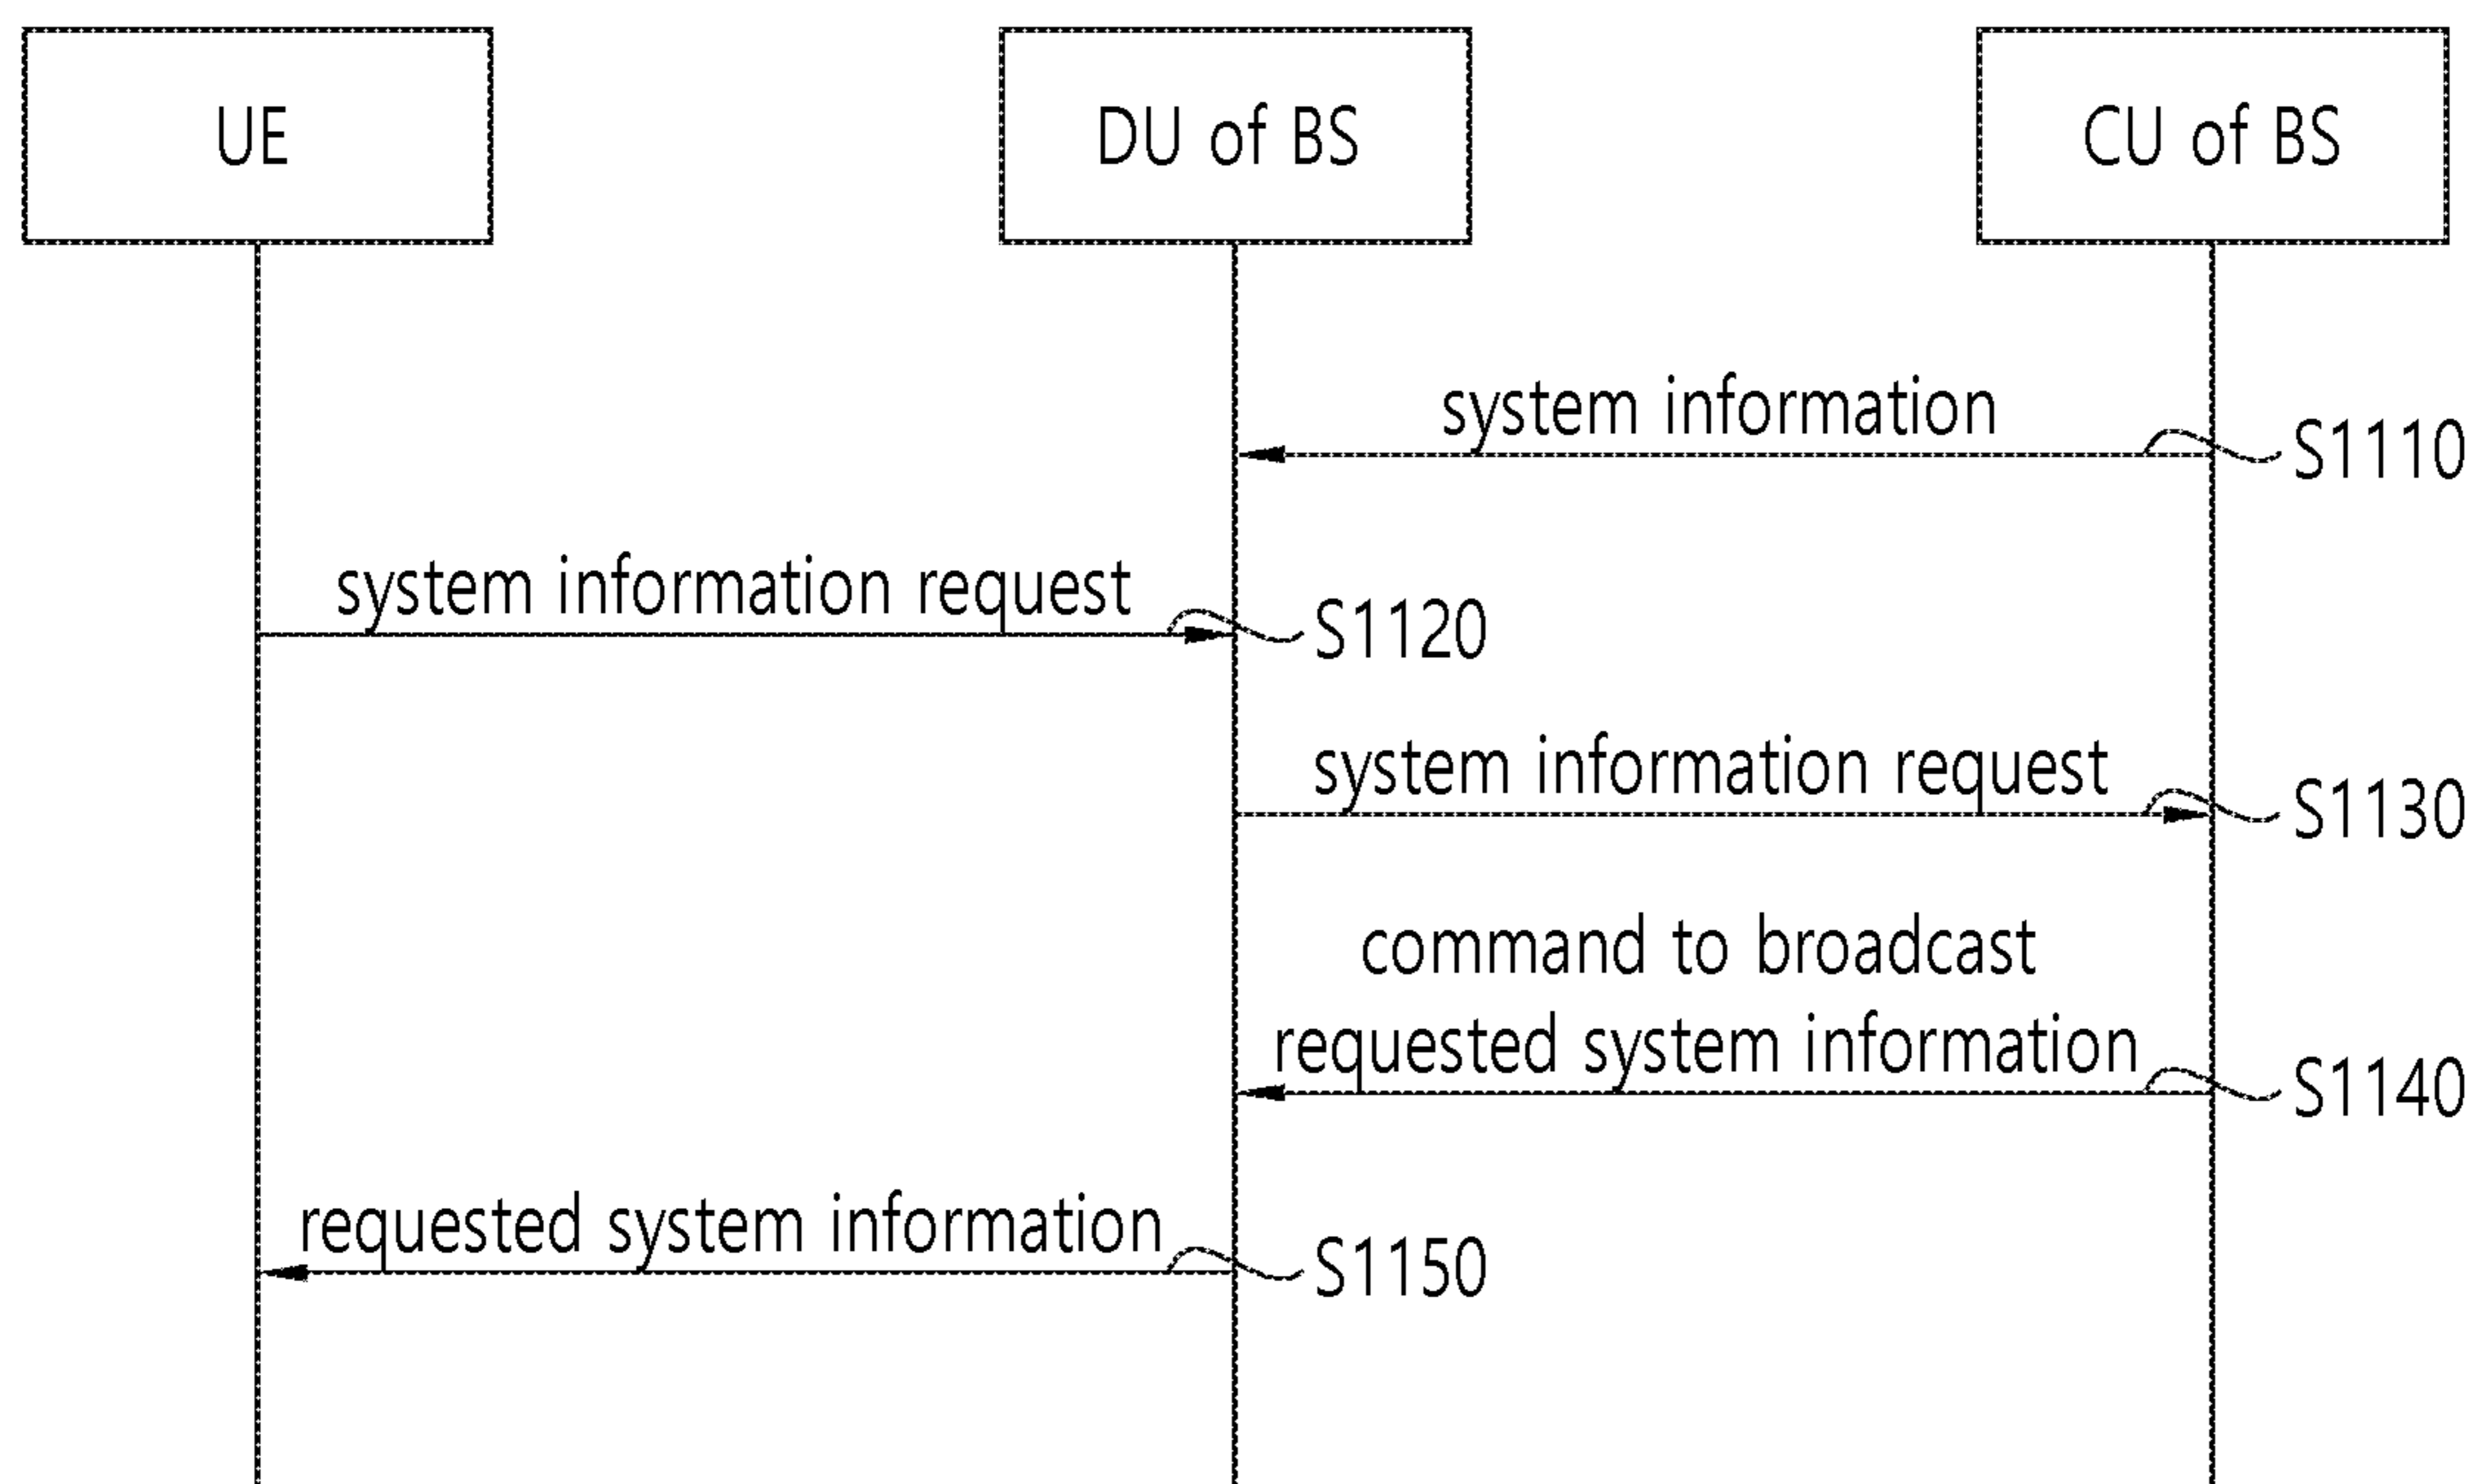 UE
DU of BS
CU of BS
system information
S1110
system information request
S1120
system information request
S1130
command to broadcast
requested system information
S1140
requested system information
S1150